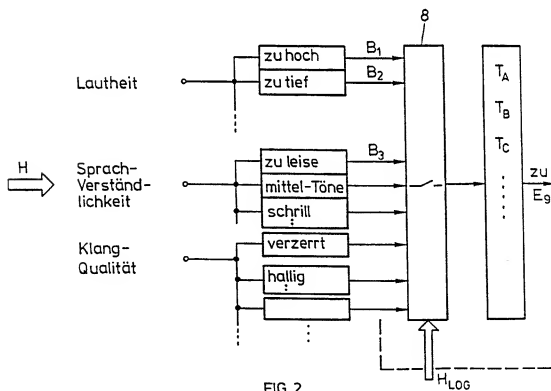 8
Lautheit
zu hoch
B1
zu tief
B2
TA
TB
TC
H
Sprach-
Verständ-
lichkeit
zu leise
B3
mittel-Töne
schrill
zu
E9
Klang-
Qualität
verzerrt
hallig
HLOG
FIG. 2